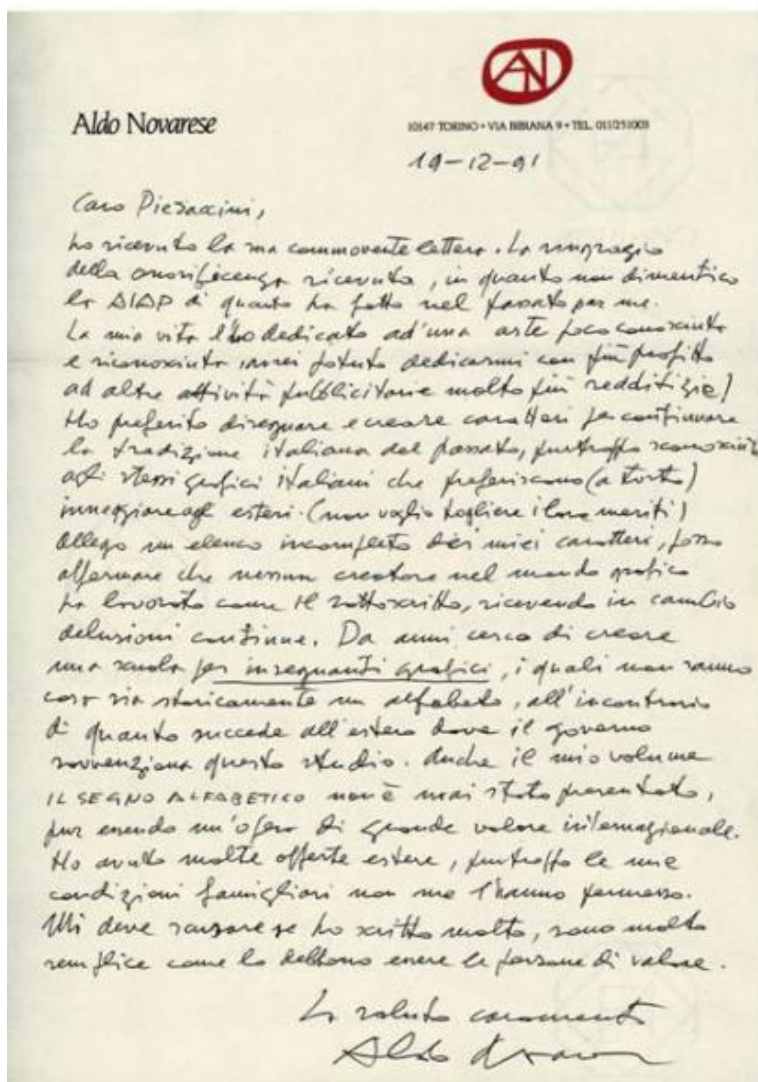 AN
Aldo Novarese
10147 TORINO • VIA BIBIANA 9 • TEL. 011/251003
19-12-91
Caro Pieraccini,
ho ricevuto la sua commovente lettera. La ringrazio
della onorificenza ricevuta, in quanto non dimentico
la AIAP di quanto ha fatto nel passato per me.
La mia vita l'ho dedicato ad'una arte poco conosciuta
e riconosciuta, avrei potuto dedicarmi con più profitto
ad altre attività pubblicitarie molto più redditizie!
Ho preferito disegnare e creare caratteri per continuare
la tradizione italiana del passato, purtroppo sconosciuta
agli stessi grafici italiani che preferiscono (a torto)
inneggiare agli esteri. (non voglio togliere i loro meriti)
Allego un elenco incompleto dei miei caratteri, posso
affermare che nessun creatore nel mondo grafico
ha lavorato come il sottoscritto, ricevendo in cambio
delusioni continue. Da anni cerco di creare
una scuola per insegnanti grafici, i quali non sanno
cosa sia storicamente un alfabeto, all'incontrario
di quanto succede all'estero dove il governo
sovvenziona questo studio. Anche il mio volume
IL SEGNO ALFABETICO non è mai stato presentato,
pur essendo un'opera di grande valore internazionale.
Ho avuto molte offerte estere, purtroppo le mie
condizioni famigliari non me l'hanno permesso.
Mi deve scusare se ho scritto molto, sono molto
semplice come lo debbono essere le persone di valore.
La saluto caramente
Aldo Novarese